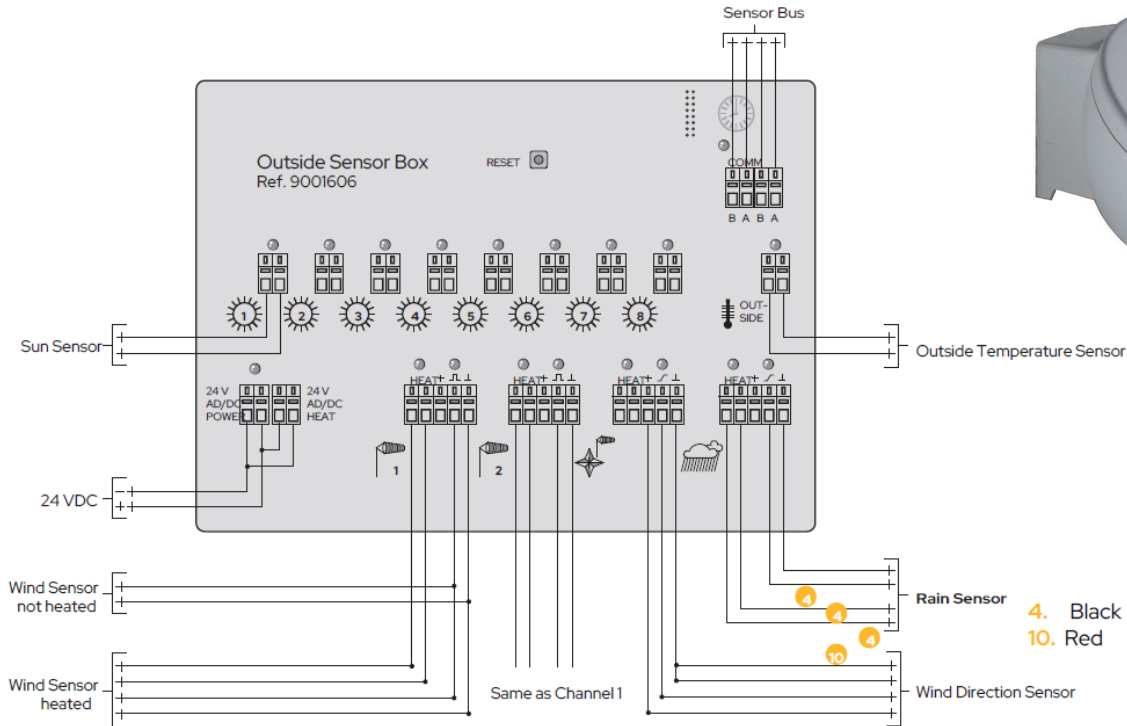 Sensor Bus
Outside Sensor Box
Ref. 9001606
RESET
COMM
B A B A
1 2 3 4 5 6 7 8
OUT-
SIDE
Sun Sensor
Outside Temperature Sensor
24 V
AD/DC
POWER
24 V
AD/DC
HEAT
HEAT +
HEAT +
HEAT +
HEAT +
1
2
24 VDC
- +
Wind Sensor
not heated
Rain Sensor
4. Black
10. Red
4
4
4
10
Wind Sensor
heated
Same as Channel 1
Wind Direction Sensor